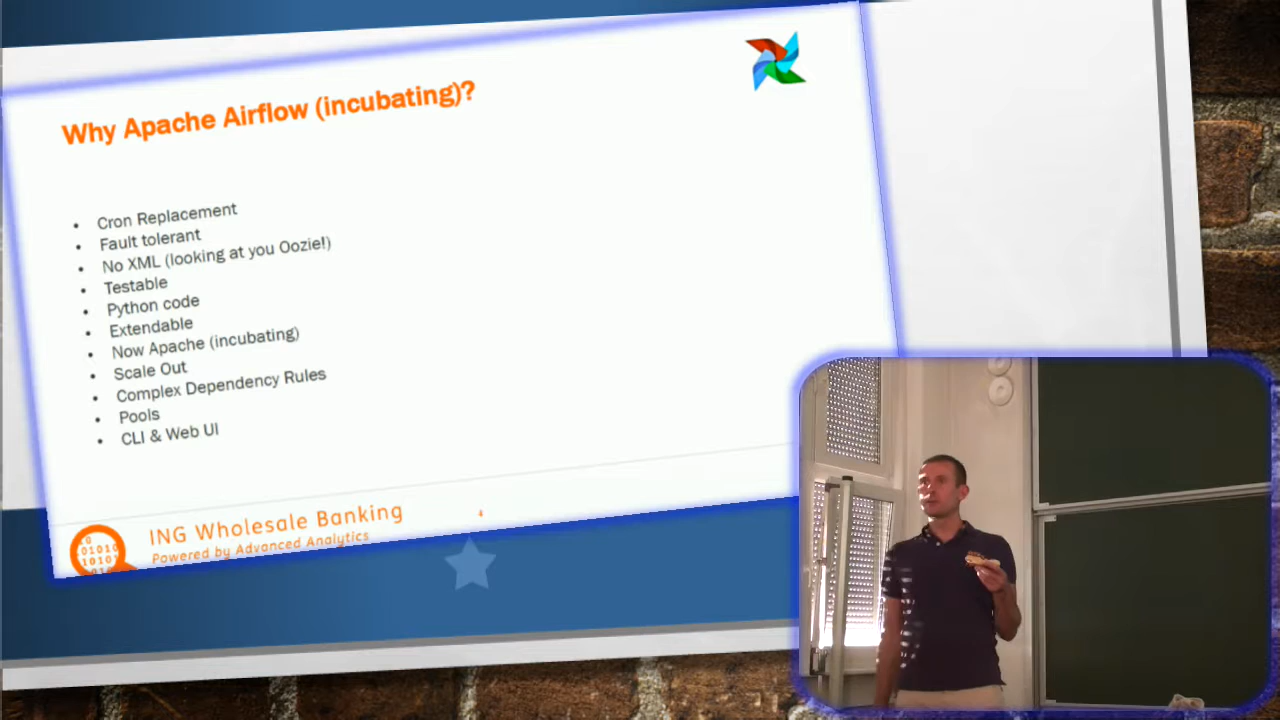 Why Apache Airflow (incubating)?
• Cron Replacement
• Fault tolerant
• No XML (looking at you Oozie!)
• Testable
• Python code
• Extendable
• Now Apache (incubating)
• Scale Out
• Complex Dependency Rules
• Pools
• CLI & Web UI
ING Wholesale Banking
4
Powered by Advanced Analytics